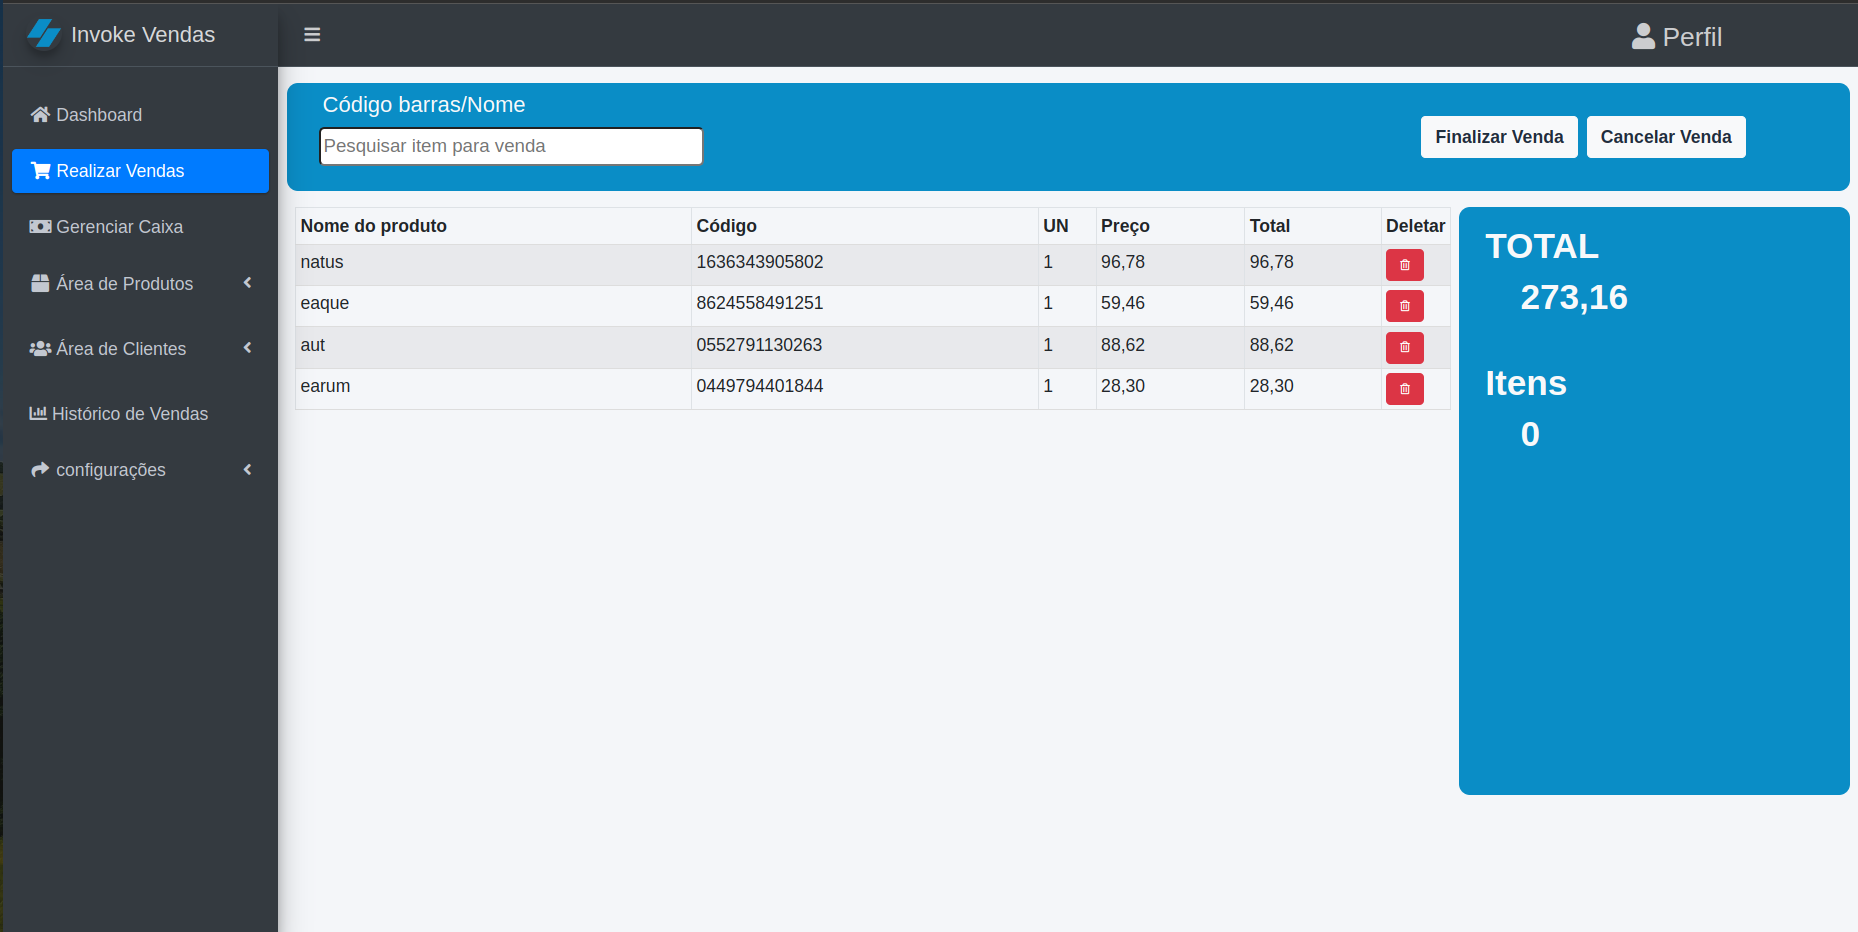 Invoke Vendas
Perfil
Dashboard
Realizar Vendas
Gerenciar Caixa
Área de Produtos
Área de Clientes
Histórico de Vendas
configurações
Código barras/Nome
Pesquisar item para venda
Finalizar Venda Cancelar Venda
Nome do produto Código UN Preço Total Deletar
natus 1636343905802 1 96,78 96,78
eaque 8624558491251 1 59,46 59,46
aut 0552791130263 1 88,62 88,62
earum 0449794401844 1 28,30 28,30
TOTAL
273,16
Itens
0